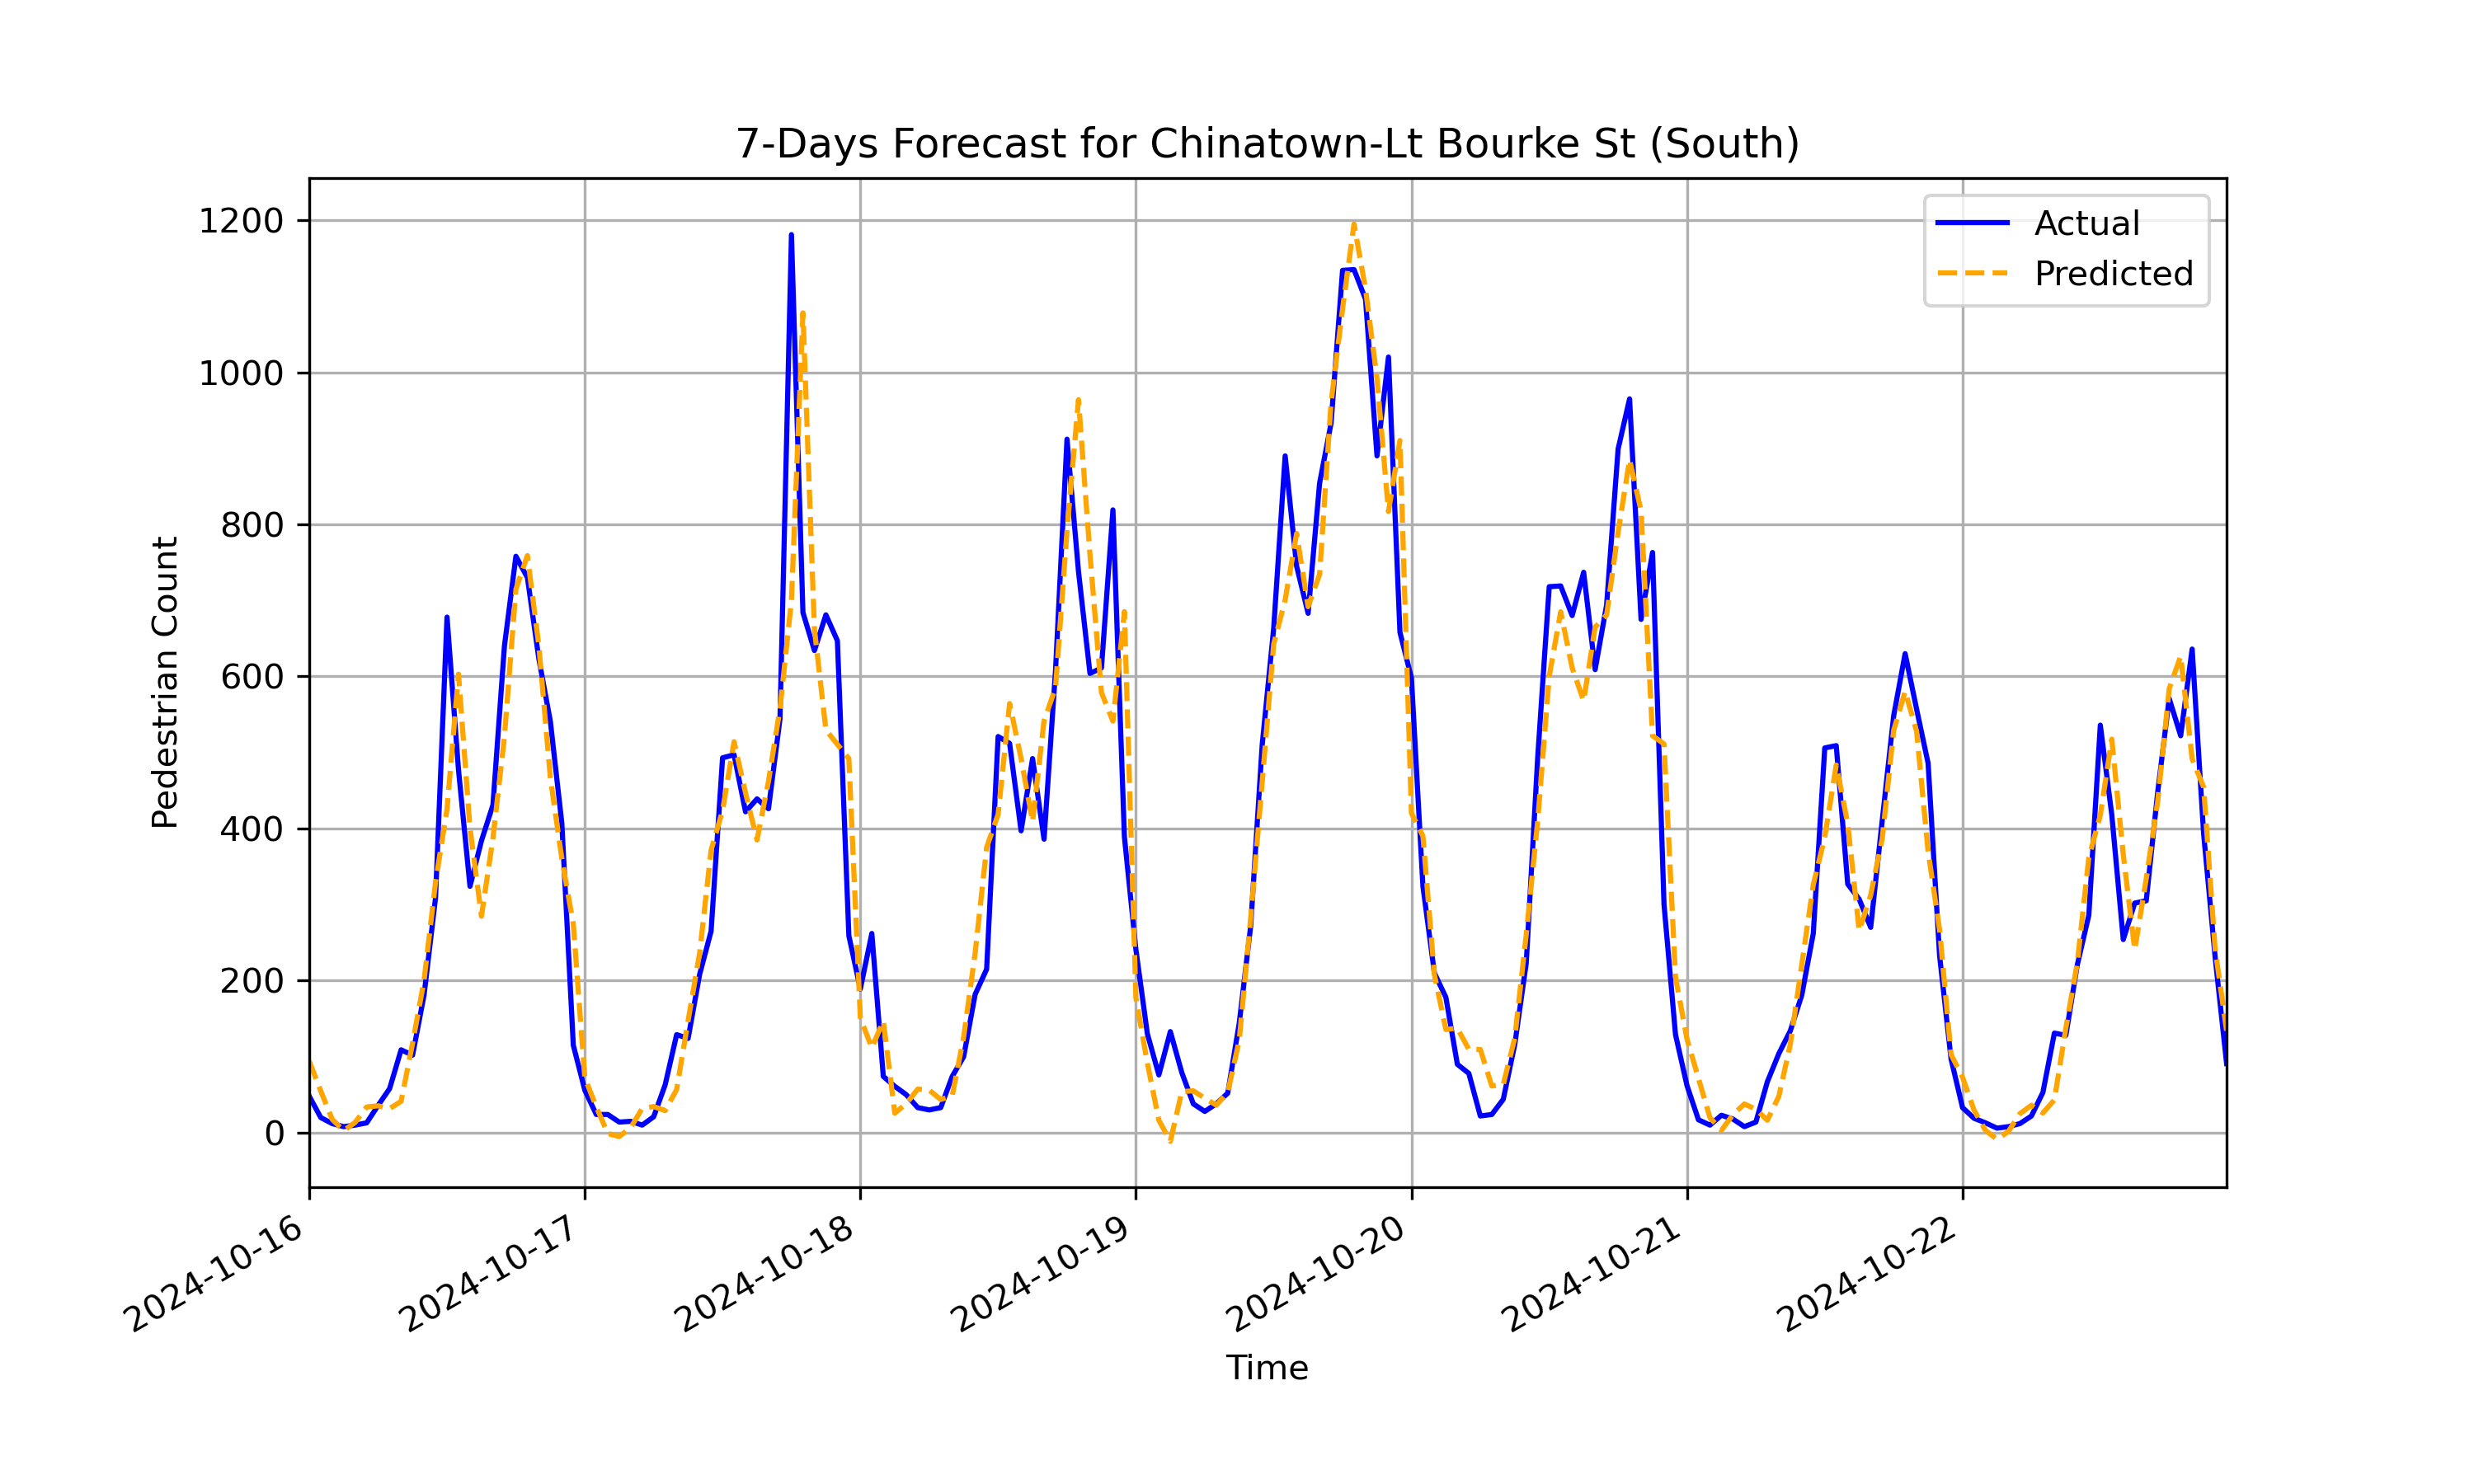 7-Days Forecast for Chinatown-Lt Bourke St (South)
Actual
Predicted
Pedestrian Count
1200
1000
800
600
400
200
0
2024-10-16
2024-10-17
2024-10-18
2024-10-19
2024-10-20
2024-10-21
2024-10-22
Time